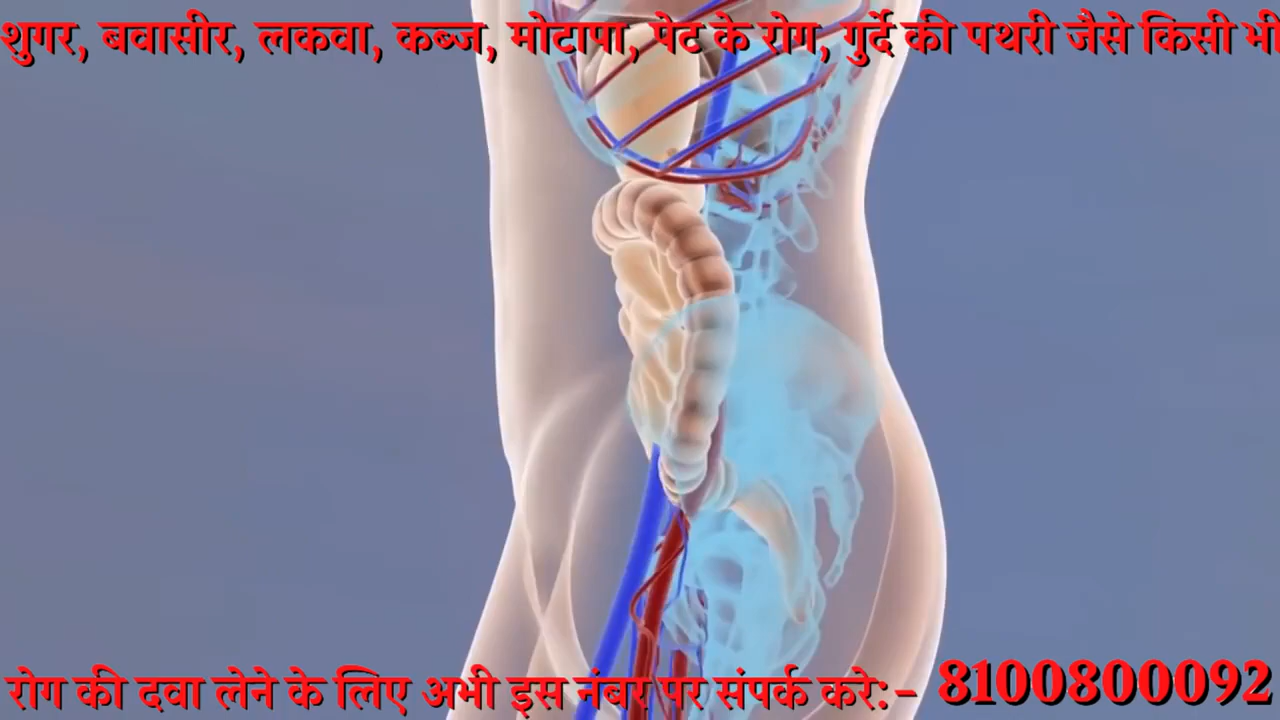 शुगर, बवासीर, लकवा, कब्ज, मोटापा, पेट के रोग, गुर्दे की पथरी जैसे किसी भी
रोग की दवा लेने के लिए अभी इस नंबर पर संपर्क करे:- 8100800092